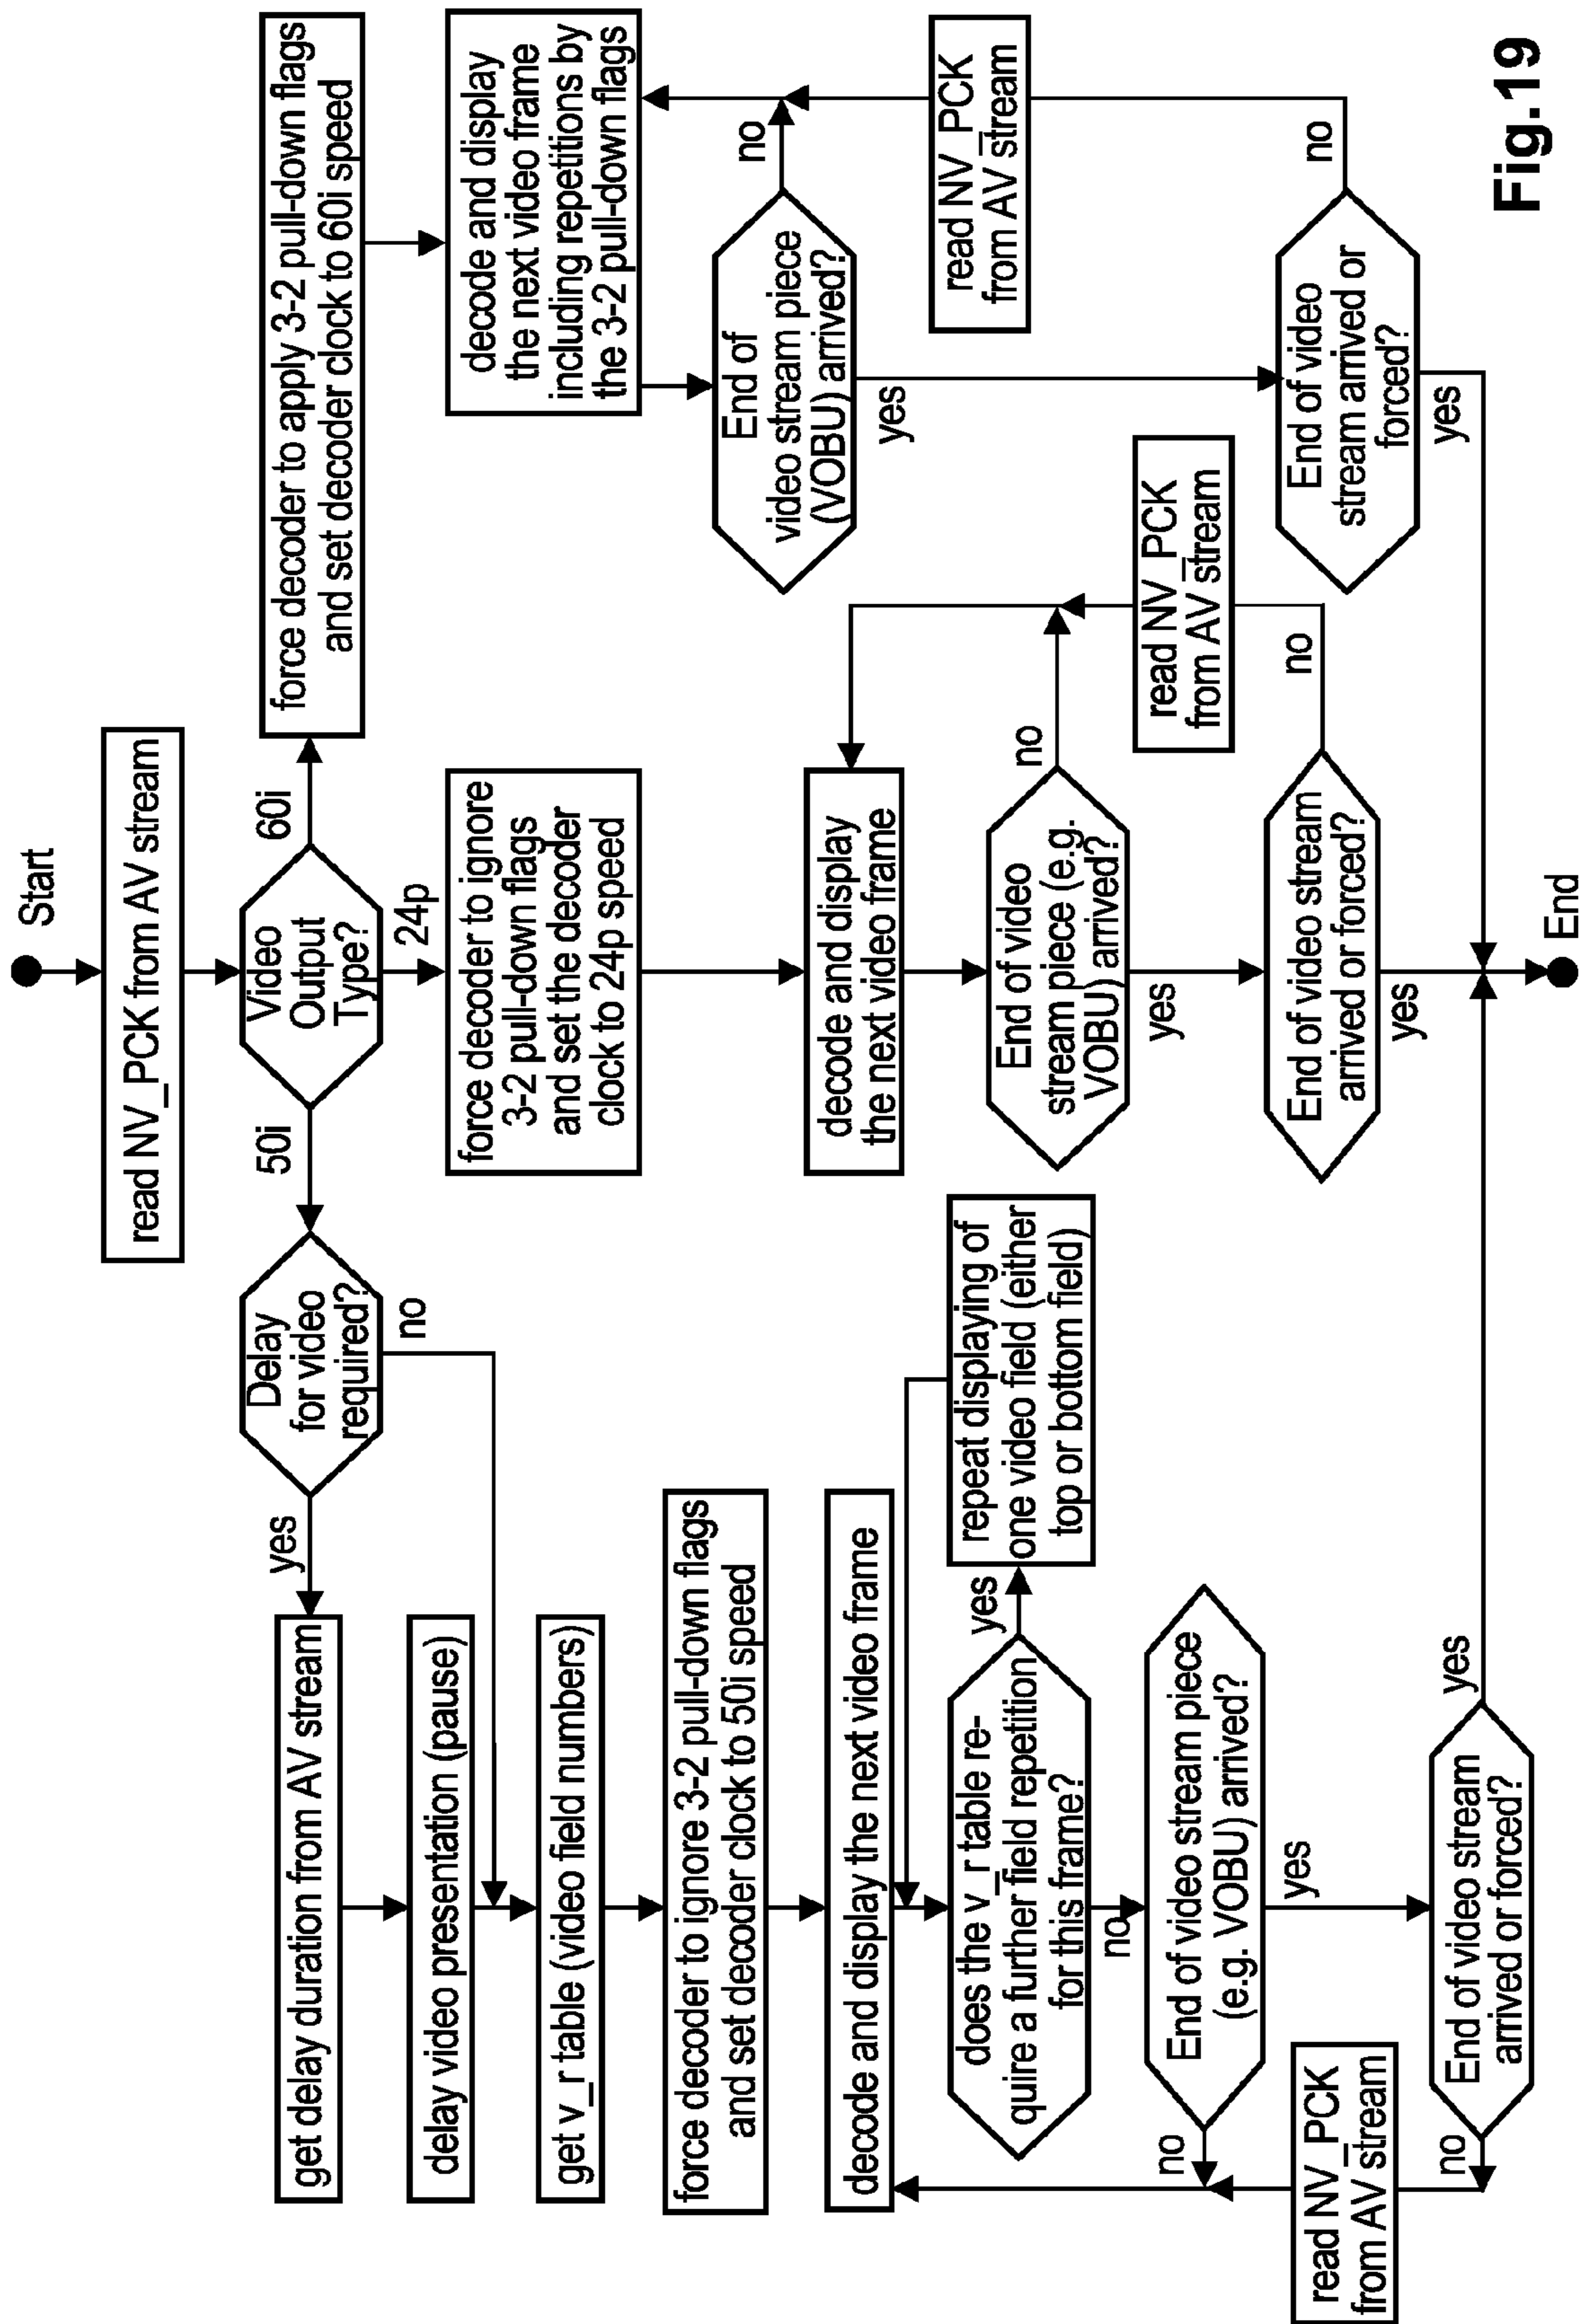 Start
read NV_PCK from AV stream
Video
Output
Type?
50i
24p
60i
Delay
for video
required?
yes
no
get delay duration from AV stream
delay video presentation (pause)
get v_r table (video field numbers)
force decoder to ignore 3-2 pull-down flags
and set decoder clock to 50i speed
decode and display the next video frame
does the v_r table re-
quire a further field repetition
for this frame?
yes
no
repeat displaying of
one video field (either
top or bottom field)
End of video stream piece
(e.g. VOBU) arrived?
no
yes
read NV_PCK
from AV stream
End of video stream
arrived or forced?
no
yes
force decoder to ignore
3-2 pull-down flags
and set the decoder
clock to 24p speed
decode and display
the next video frame
End of video
stream piece (e.g.
VOBU) arrived?
no
yes
read NV_PCK
from AV stream
End of video stream
arrived or forced?
no
yes
force decoder to apply 3-2 pull-down flags
and set decoder clock to 60i speed
decode and display
the next video frame
including repetitions by
the 3-2 pull-down flags
End of
video stream piece
(VOBU) arrived?
no
yes
read NV_PCK
from AV stream
End of video
stream arrived or
forced?
no
yes
End
Fig.19